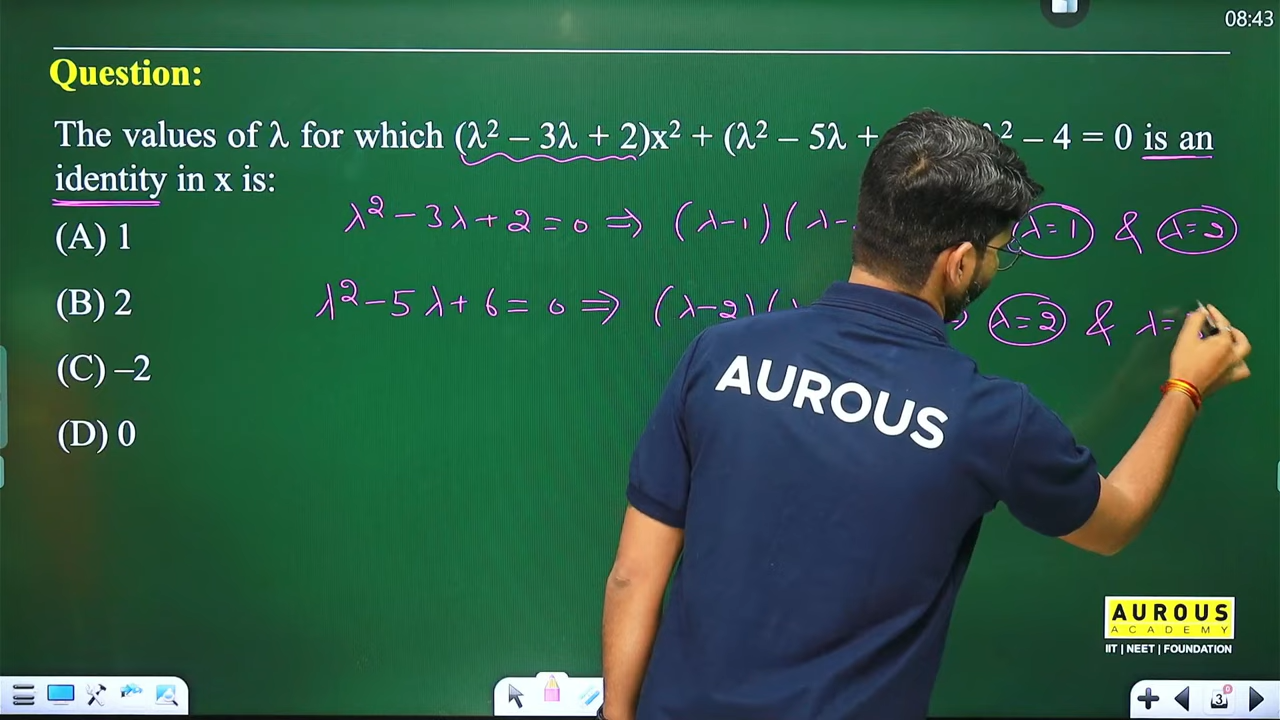 08:43
Question:
The values of λ for which (λ² – 3λ + 2)x² + (λ² – 5λ + λ² – 4 = 0 is an
identity in x is:
λ² – 3λ + 2 = 0 ⇒ (λ–1)(λ– λ=1 & λ=2
(A) 1
λ² – 5λ + 6 = 0 ⇒ (λ–2)( λ=2 & λ=
(B) 2
(C) –2
(D) 0
AUROUS
AUROUS
ACADEMY
IIT | NEET | FOUNDATION
3